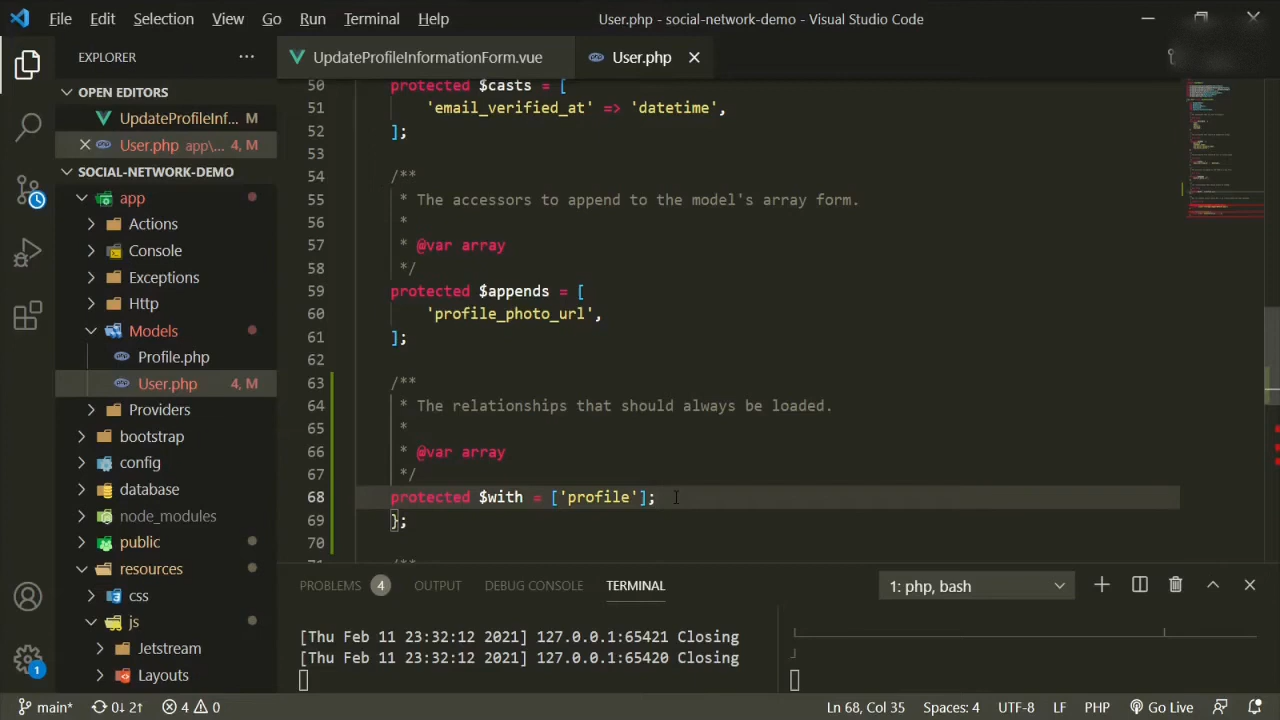 File Edit Selection View Go Run Terminal Help
User.php - social-network-demo - Visual Studio Code
EXPLORER
OPEN EDITORS
UpdateProfileInf... M
User.php app\... 4, M
SOCIAL-NETWORK-DEMO
app
Actions
Console
Exceptions
Http
Models
Profile.php
User.php 4, M
Providers
bootstrap
config
database
node_modules
public
resources
css
js
Jetstream
Layouts
UpdateProfileInformationForm.vue
User.php
50 protected $casts = [
51 'email_verified_at' => 'datetime',
52 ];
53
54 /**
55 * The accessors to append to the model's array form.
56 *
57 * @var array
58 */
59 protected $appends = [
60 'profile_photo_url',
61 ];
62
63 /**
64 * The relationships that should always be loaded.
65 *
66 * @var array
67 */
68 protected $with = ['profile'];
69 };
70
71 /**
PROBLEMS 4 OUTPUT DEBUG CONSOLE TERMINAL
1: php, bash
[Thu Feb 11 23:32:12 2021] 127.0.0.1:65421 Closing
[Thu Feb 11 23:32:12 2021] 127.0.0.1:65420 Closing
1
main* 0↓ 2↑ 4 0
Ln 68, Col 35 Spaces: 4 UTF-8 LF PHP Go Live